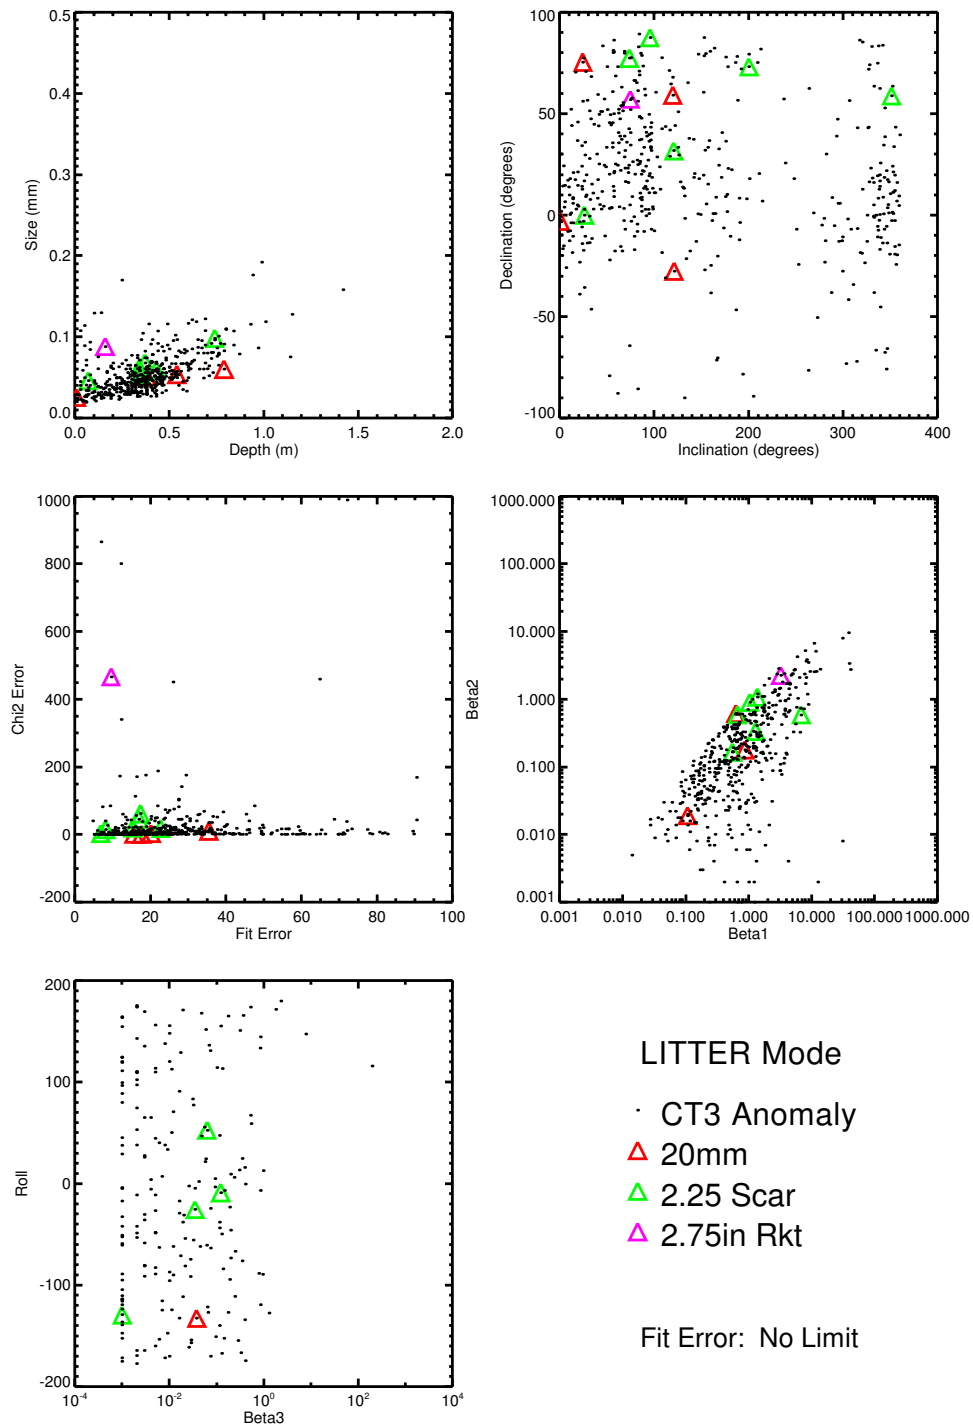 0.5
0.4
0.3
0.2
0.1
0.0
Size (mm)
0.0 0.5 1.0 1.5 2.0
Depth (m)
100
50
0
-50
-100
Declination (degrees)
0 100 200 300 400
Inclination (degrees)
1000
800
600
400
200
0
-200
Chi2 Error
0 20 40 60 80 100
Fit Error
1000.000
100.000
10.000
1.000
0.100
0.010
0.001
Beta2
0.001 0.010 0.100 1.000 10.000 100.000 1000.000
Beta1
200
100
0
-100
-200
Roll
10^-4 10^-2 10^0 10^2 10^4
Beta3
LITTER Mode
CT3 Anomaly
20mm
2.25 Scar
2.75in Rkt
Fit Error: No Limit